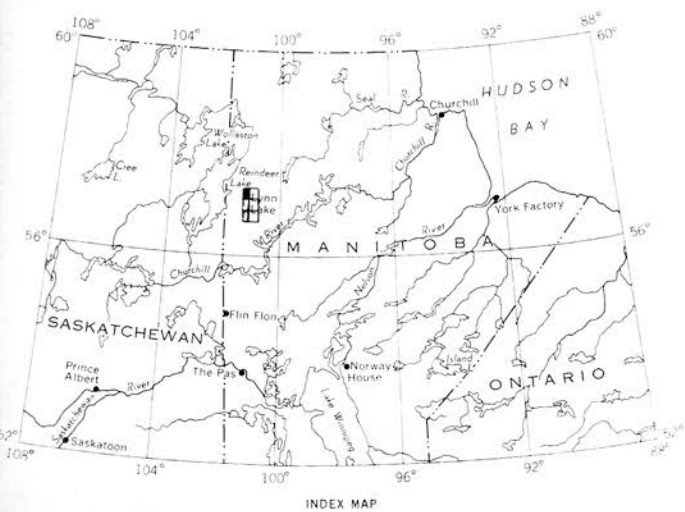 108°
104°
100°
96°
92°
88°
60°
60°
HUDSON
BAY
Seal R.
Churchill
Churchill R.
Wollaston
Lake
Cree
L.
Reindeer
Lake
Lynn
Lake
York Factory
River
River
56°
MANITOBA
56°
Churchill
Nelson
Flin Flon
SASKATCHEWAN
Prince
Albert
The Pas
River
Norway
House
Island
L.
ONTARIO
Lake Winnipeg
Saskatchewan
Saskatoon
52°
52°
108°
104°
100°
96°
92°
88°
INDEX MAP